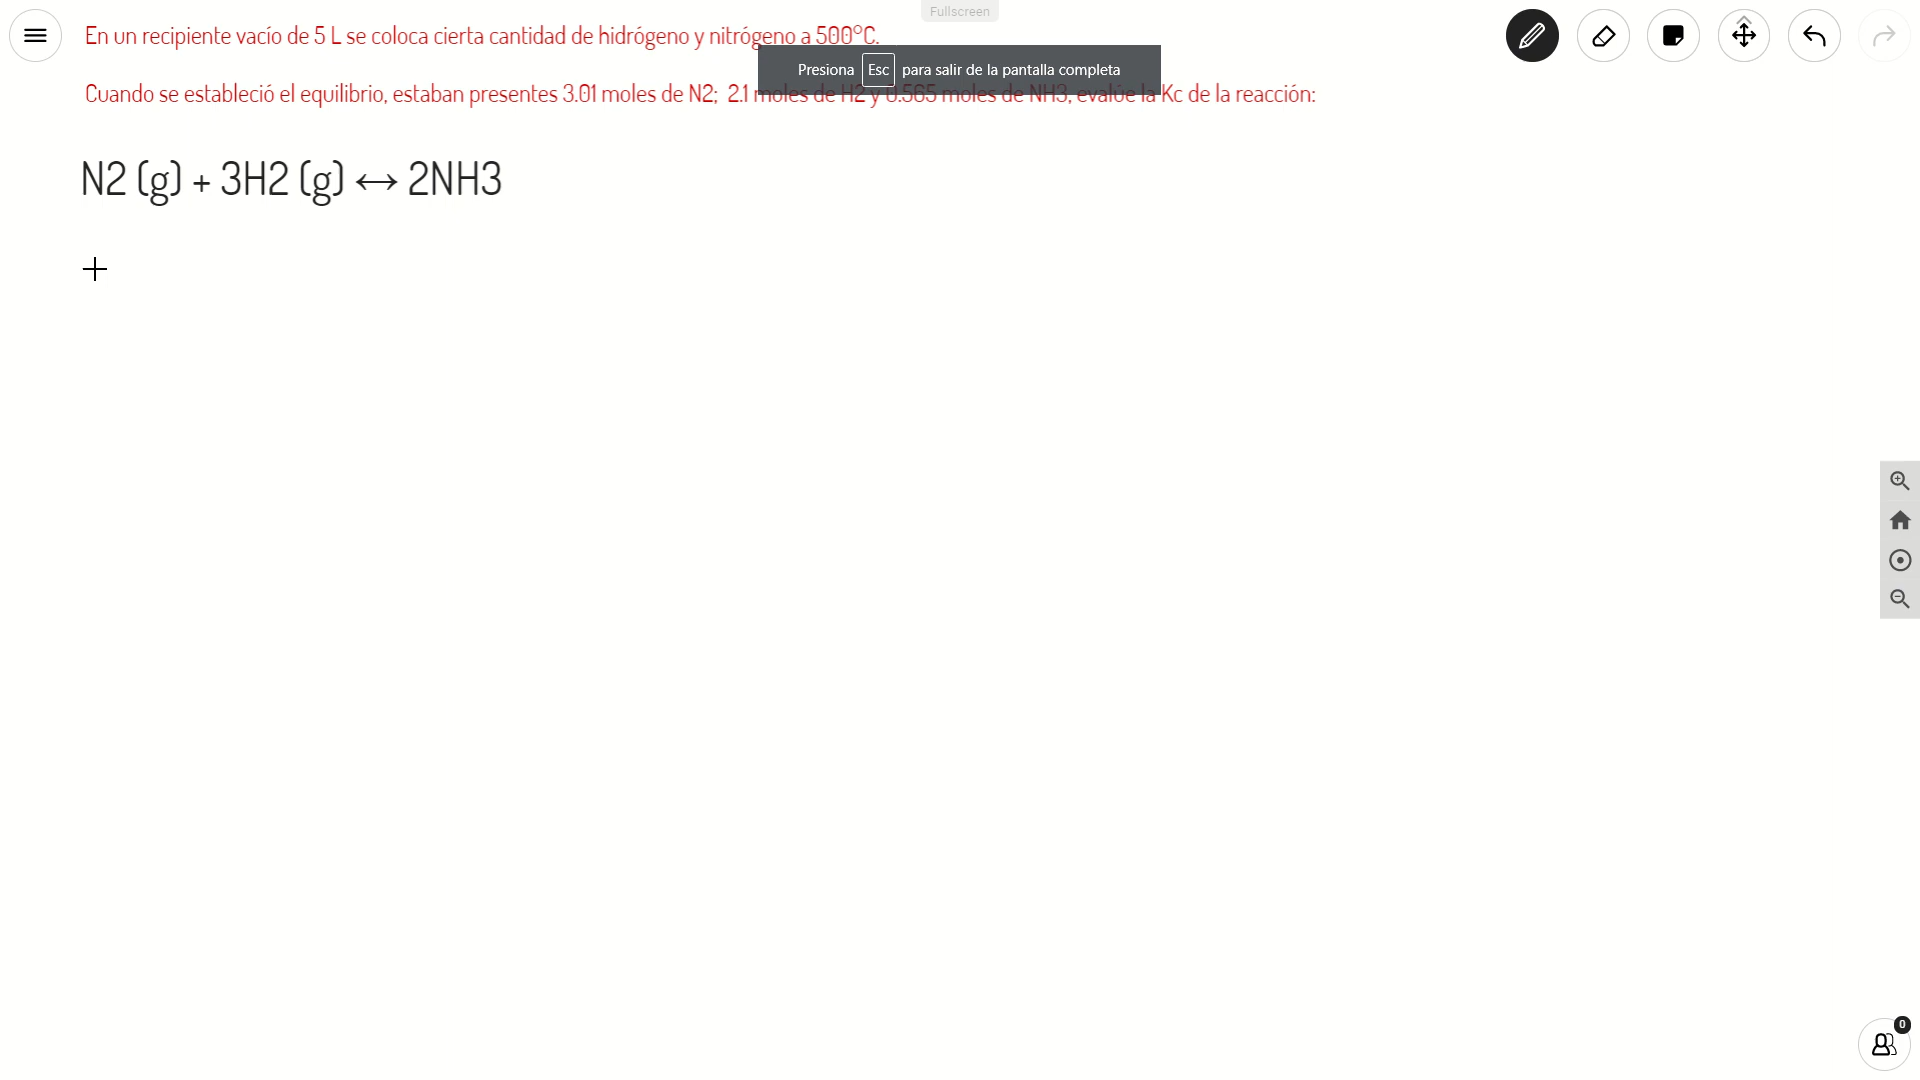 Fullscreen
En un recipiente vacío de 5 L se coloca cierta cantidad de hidrógeno y nitrógeno a 500°C.
Presiona Esc para salir de la pantalla completa
Cuando se estableció el equilibrio, estaban presentes 3.01 moles de N2; 2.1 moles de H2 y 0.565 moles de NH3, evalúe la Kc de la reacción:
N2 (g) + 3H2 (g) ↔ 2NH3
0